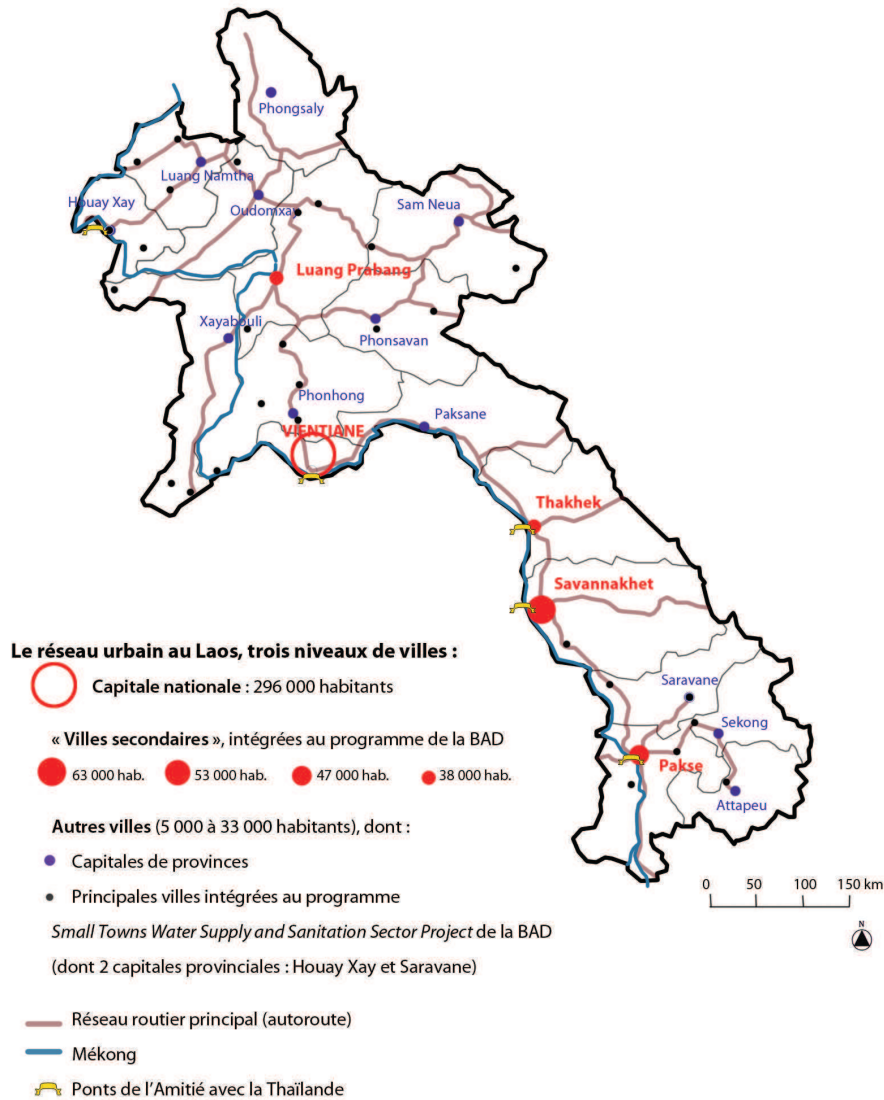 Phongsaly
Luang Namtha
Houay Xay
Oudomxay
Sam Neua
Luang Prabang
Xayabouli
Phonsavan
Phonhong
Paksane
VIENTIANE
Thakhek
Savannakhet
Saravane
Sekong
Pakse
Attapeu
Le réseau urbain au Laos, trois niveaux de villes :
Capitale nationale : 296 000 habitants
« Villes secondaires », intégrées au programme de la BAD
63 000 hab. 53 000 hab. 47 000 hab. 38 000 hab.
Autres villes (5 000 à 33 000 habitants), dont :
Capitales de provinces
Principales villes intégrées au programme
Small Towns Water Supply and Sanitation Sector Project de la BAD
(dont 2 capitales provinciales : Houay Xay et Saravane)
Réseau routier principal (autoroute)
Mékong
Ponts de l'Amitié avec la Thaïlande
0 50 100 150 km
N